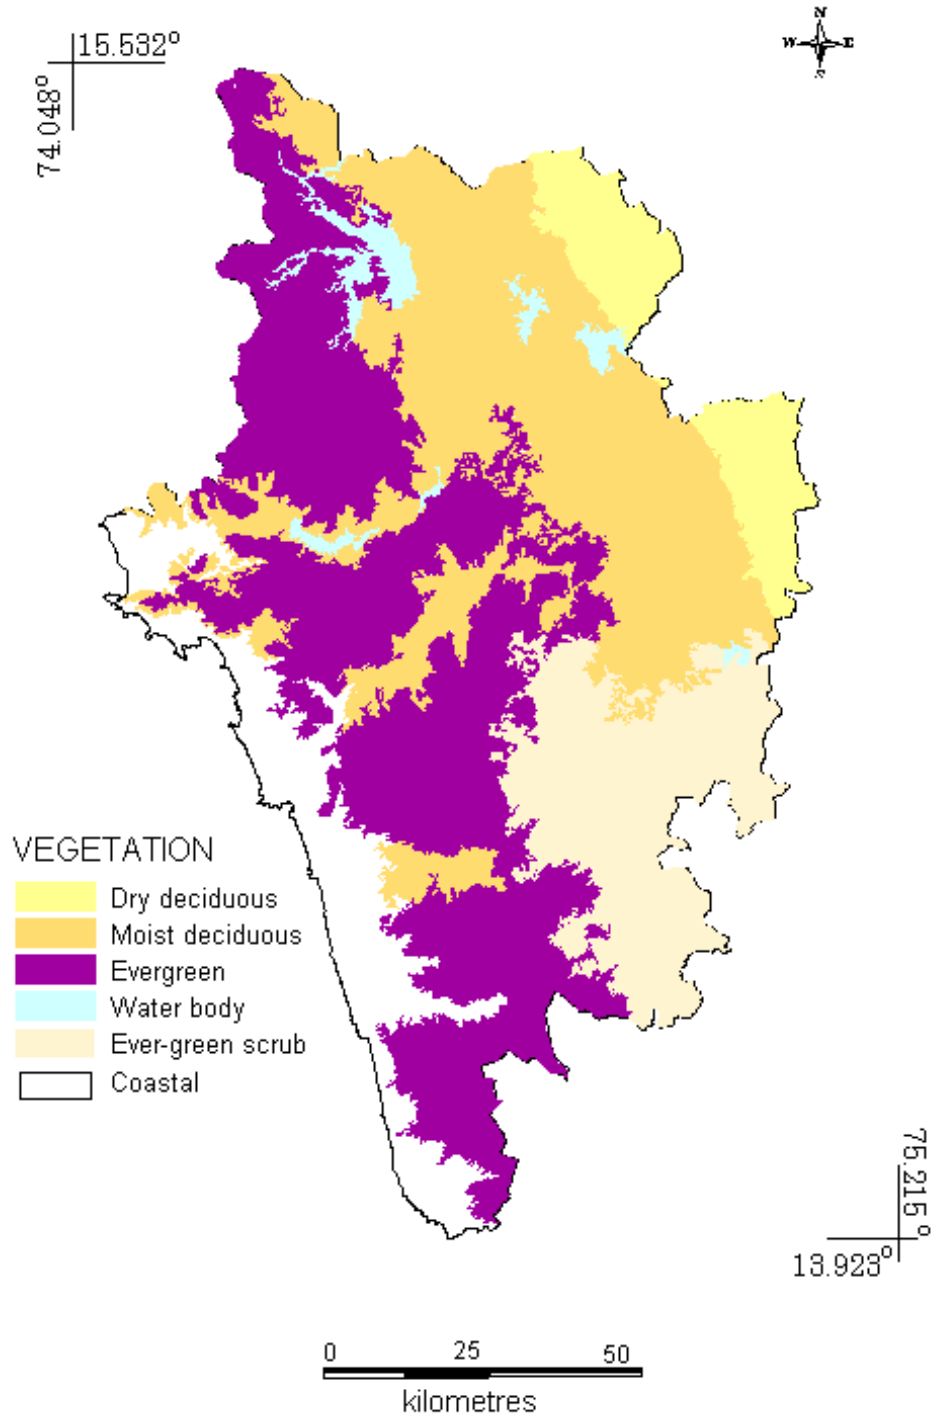 N
W E
s
15.532°
74.048°
VEGETATION
Dry deciduous
Moist deciduous
Evergreen
Water body
Ever-green scrub
Coastal
75.215°
13.923°
0 25 50
kilometres